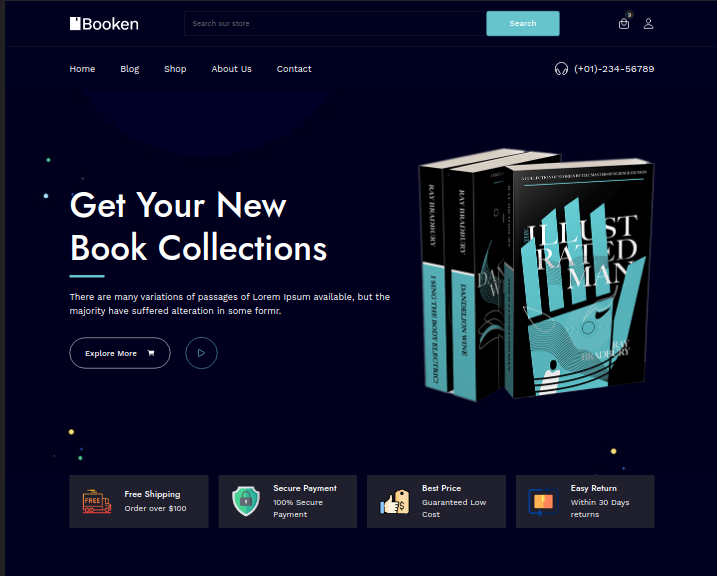 Booken
Search our store
Search
0
Home
Blog
Shop
About Us
Contact
(+01)-234-56789
Get Your New
Book Collections
There are many variations of passages of Lorem Ipsum available, but the
majority have suffered alteration in some formr.
Explore More
RAY BRADBURY
I SING THE BODY ELECTRIC!
RAY BRADBURY
DANDELION WINE
ILLUST
RATED
MAN
RAY
BRADBURY
FREE
Free Shipping
Order over $100
Secure Payment
100% Secure
Payment
Best Price
Guaranteed Low
Cost
Easy Return
Within 30 Days
returns